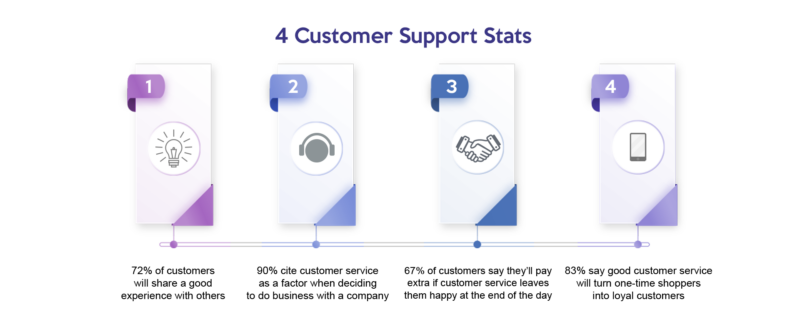 4 Customer Support Stats
1
2
3
4
72% of customers
will share a good
experience with others
90% cite customer service
as a factor when deciding
to do business with a company
67% of customers say they'll pay
extra if customer service leaves
them happy at the end of the day
83% say good customer service
will turn one-time shoppers
into loyal customers